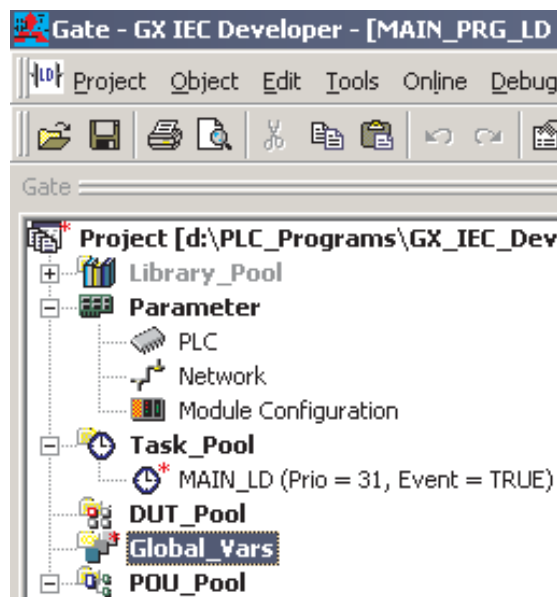 Gate - GX IEC Developer - [MAIN_PRG_LD
LD Project Object Edit Tools Online Debug
Gate
Project [d:\PLC_Programs\GX_IEC_Dev
Library_Pool
Parameter
PLC
Network
Module Configuration
Task_Pool
MAIN_LD (Prio = 31, Event = TRUE)
DUT_Pool
Global_Vars
POU_Pool